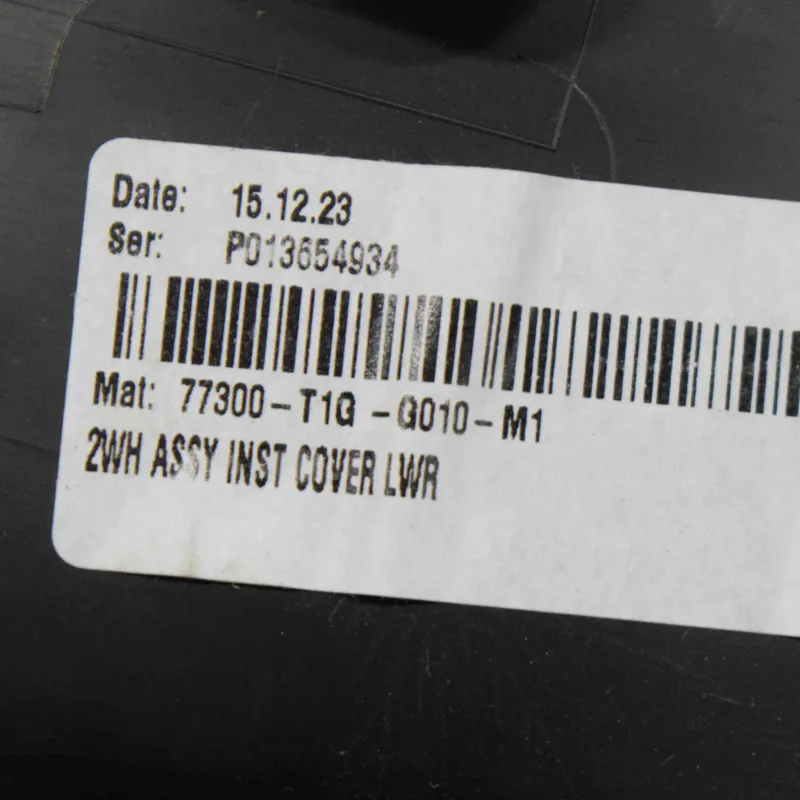 Date: 15.12.23
Ser: P013654934
Mat: 77300-T1G -G010-M1
2WH ASSY INST COVER LWR